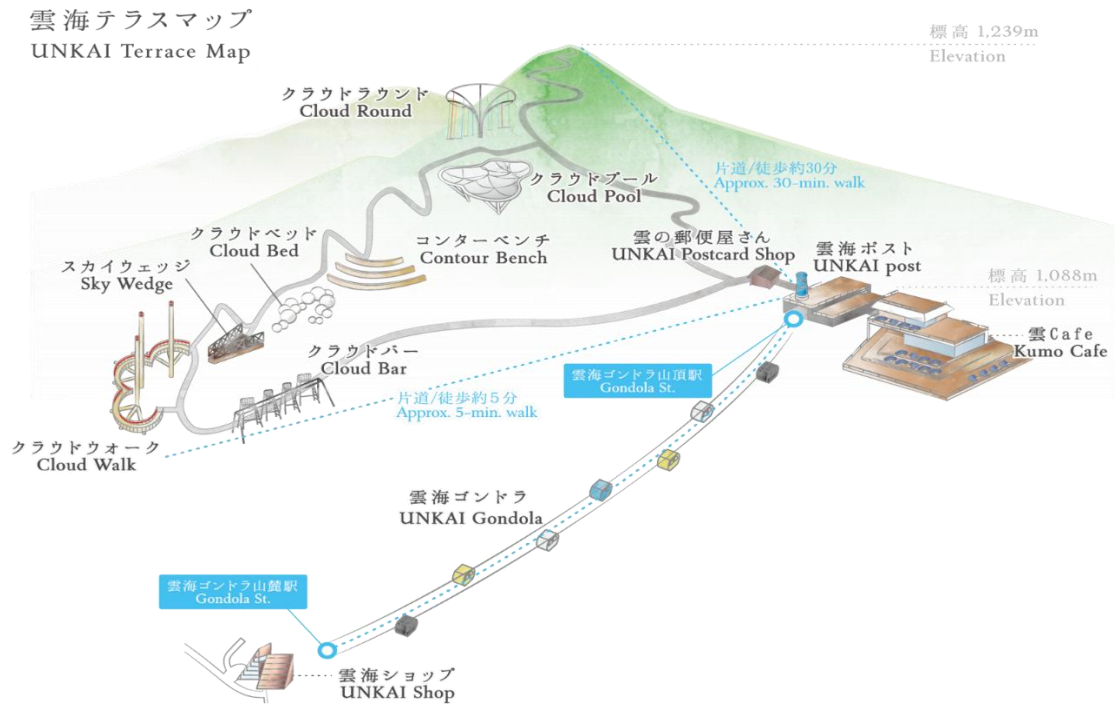 雲海テラスマップ
UNKAI Terrace Map
標高 1,239m
Elevation
クラウドラウンド
Cloud Round
片道/徒歩約30分
Approx. 30-min. walk
クラウドプール
Cloud Pool
クラウドベッド
Cloud Bed
コンターベンチ
Contour Bench
雲の郵便屋さん
UNKAI Postcard Shop
雲海ポスト
UNKAI post
スカイウェッジ
Sky Wedge
標高 1,088m
Elevation
雲Cafe
Kumo Cafe
クラウドバー
Cloud Bar
雲海ゴンドラ山頂駅
Gondola St.
片道/徒歩約5分
Approx. 5-min. walk
クラウドウォーク
Cloud Walk
雲海ゴンドラ
UNKAI Gondola
雲海ゴンドラ山麓駅
Gondola St.
雲海ショップ
UNKAI Shop